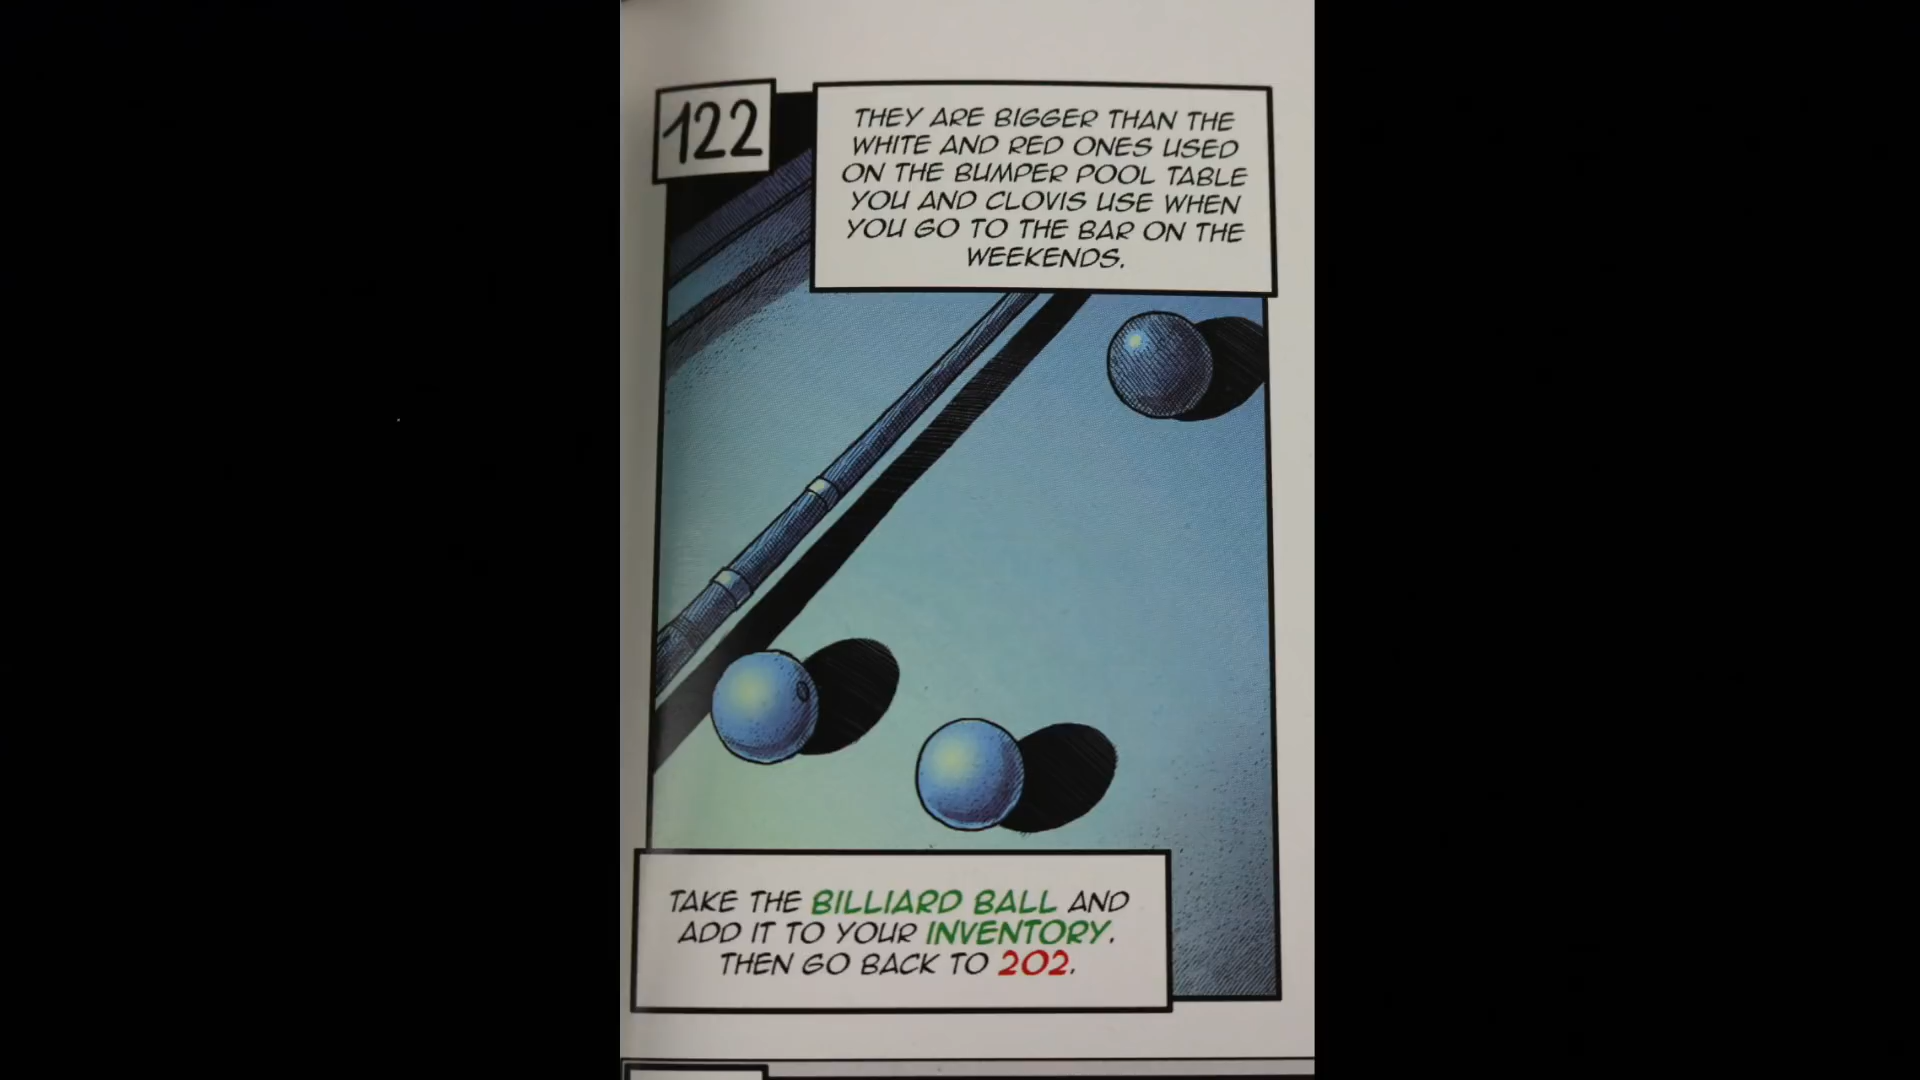 122
THEY ARE BIGGER THAN THE
WHITE AND RED ONES USED
ON THE BUMPER POOL TABLE
YOU AND CLOVIS USE WHEN
YOU GO TO THE BAR ON THE
WEEKENDS.
TAKE THE BILLIARD BALL AND
ADD IT TO YOUR INVENTORY.
THEN GO BACK TO 202.